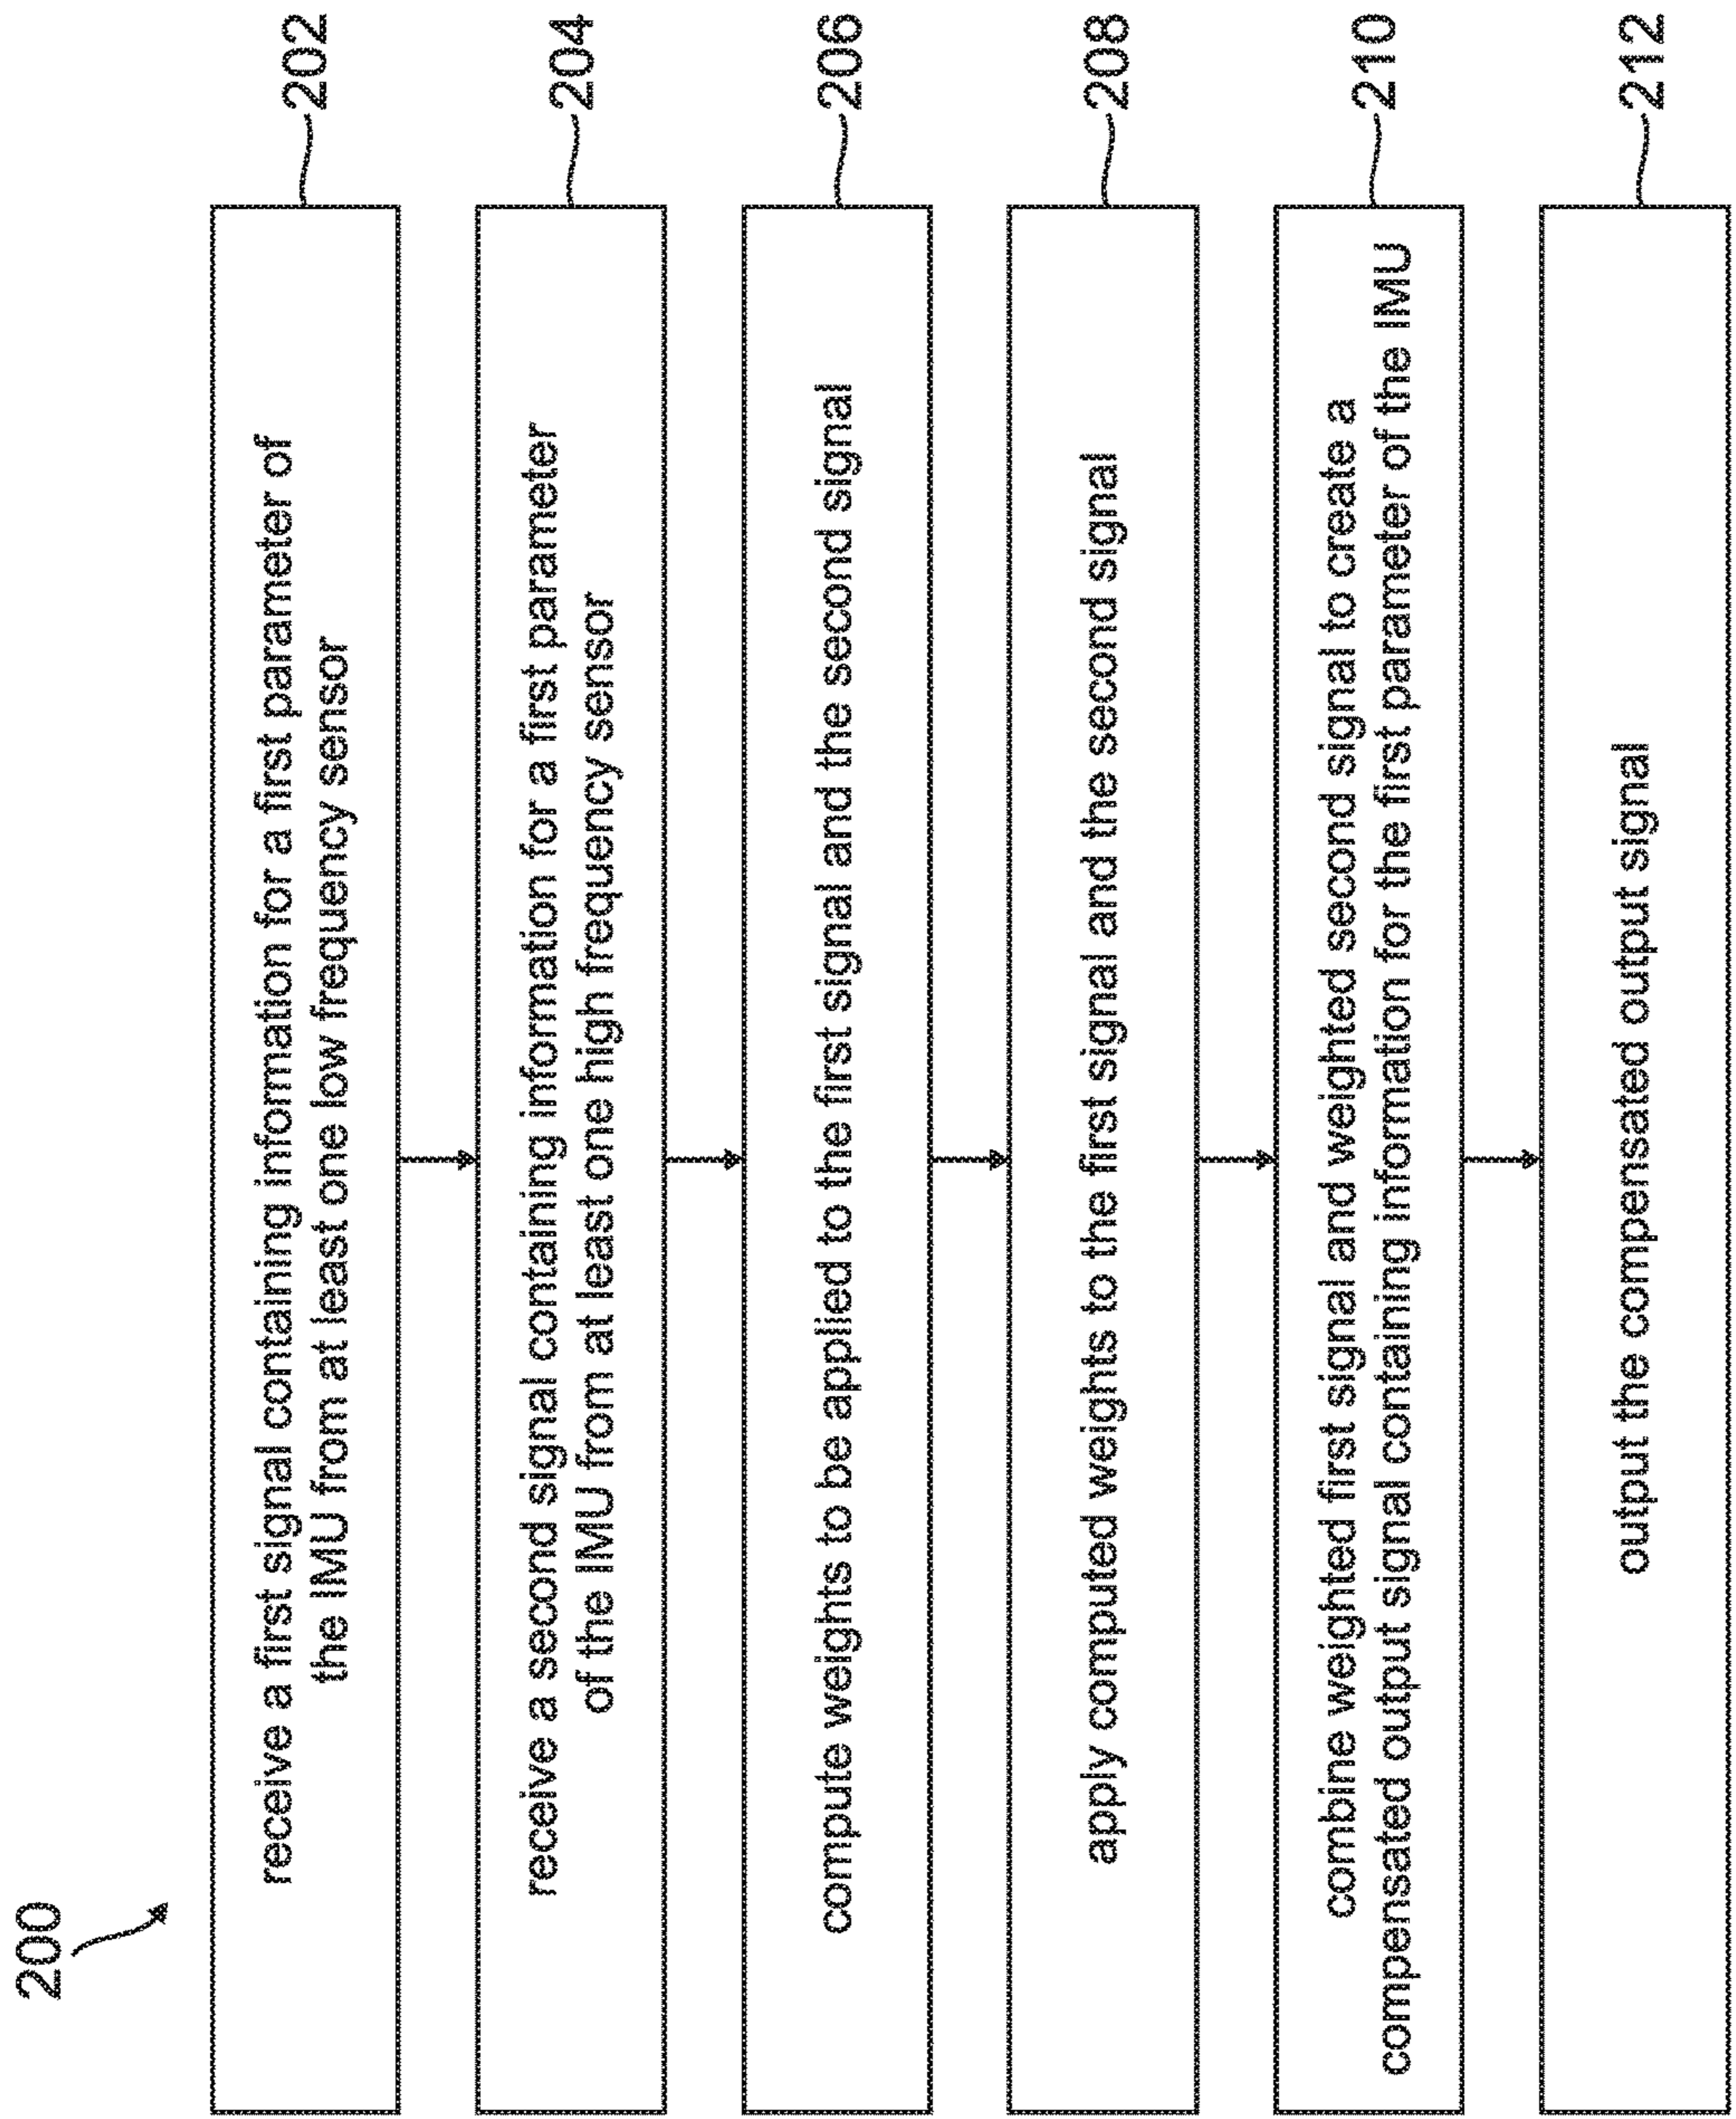 200
receive a first signal containing information for a first parameter of
the IMU from at least one low frequency sensor
202
receive a second signal containing information for a first parameter
of the IMU from at least one high frequency sensor
204
compute weights to be applied to the first signal and the second signal
206
apply computed weights to the first signal and the second signal
208
combine weighted first signal and weighted second signal to create a
compensated output signal containing information for the first parameter of the IMU
210
output the compensated output signal
212